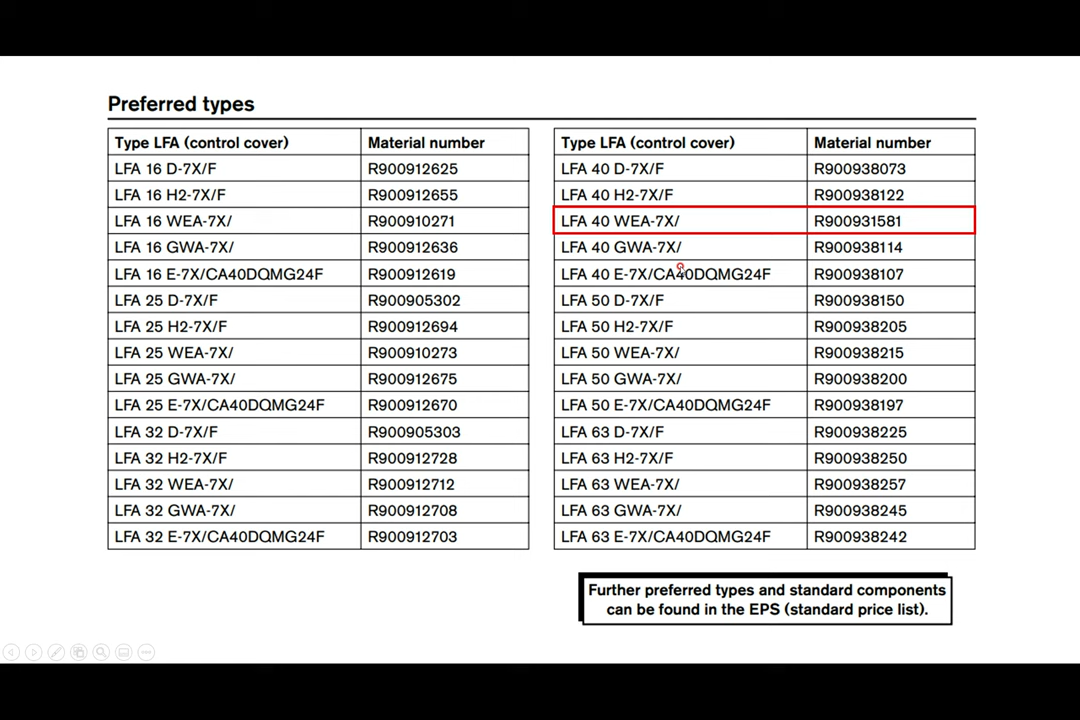 Preferred types
Type LFA (control cover) Material number
LFA 16 D-7X/F R900912625
LFA 16 H2-7X/F R900912655
LFA 16 WEA-7X/ R900910271
LFA 16 GWA-7X/ R900912636
LFA 16 E-7X/CA40DQMG24F R900912619
LFA 25 D-7X/F R900905302
LFA 25 H2-7X/F R900912694
LFA 25 WEA-7X/ R900910273
LFA 25 GWA-7X/ R900912675
LFA 25 E-7X/CA40DQMG24F R900912670
LFA 32 D-7X/F R900905303
LFA 32 H2-7X/F R900912728
LFA 32 WEA-7X/ R900912712
LFA 32 GWA-7X/ R900912708
LFA 32 E-7X/CA40DQMG24F R900912703
Type LFA (control cover) Material number
LFA 40 D-7X/F R900938073
LFA 40 H2-7X/F R900938122
LFA 40 WEA-7X/ R900931581
LFA 40 GWA-7X/ R900938114
LFA 40 E-7X/CA40DQMG24F R900938107
LFA 50 D-7X/F R900938150
LFA 50 H2-7X/F R900938205
LFA 50 WEA-7X/ R900938215
LFA 50 GWA-7X/ R900938200
LFA 50 E-7X/CA40DQMG24F R900938197
LFA 63 D-7X/F R900938225
LFA 63 H2-7X/F R900938250
LFA 63 WEA-7X/ R900938257
LFA 63 GWA-7X/ R900938245
LFA 63 E-7X/CA40DQMG24F R900938242
Further preferred types and standard components
can be found in the EPS (standard price list).